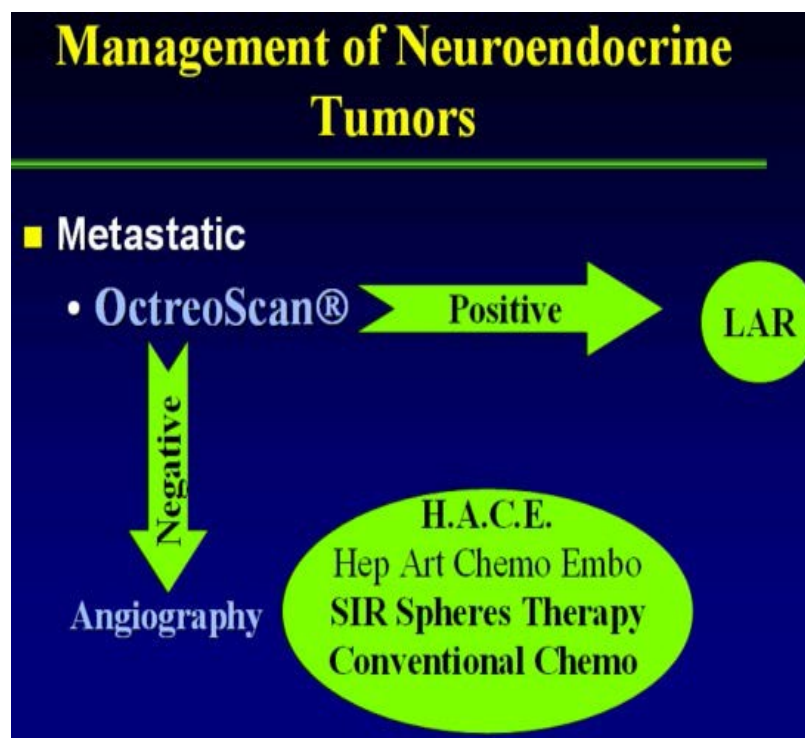 Management of Neuroendocrine
Tumors
Metastatic
OctreoScan®
Positive
LAR
Negative
Angiography
H.A.C.E.
Hep Art Chemo Embo
SIR Spheres Therapy
Conventional Chemo